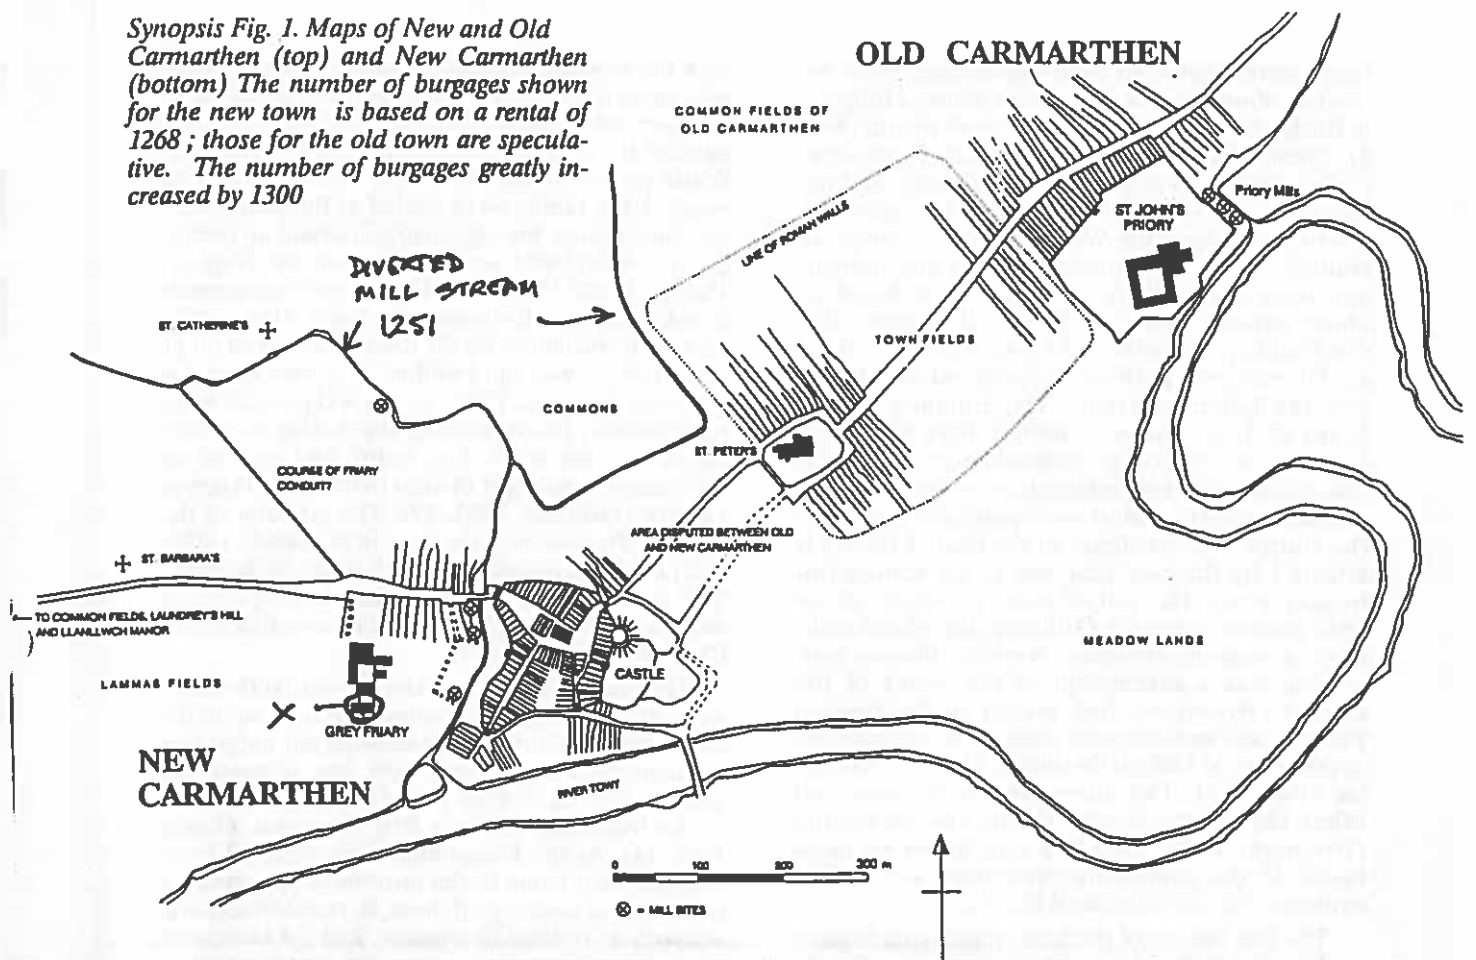 Synopsis Fig. 1. Maps of New and Old
Carmarthen (top) and New Carmarthen
(bottom) The number of burgages shown
for the new town is based on a rental of
1268 ; those for the old town are specula-
tive. The number of burgages greatly in-
creased by 1300
OLD CARMARTHEN
COMMON FIELDS OF
OLD CARMARTHEN
Priory Mills
ST JOHN'S
PRIORY
LINE OF ROMAN WALLS
DIVERTED
MILL STREAM
1251
ST. CATHERINE'S
TOWN FIELDS
COMMONS
ST. PETER'S
COURSE OF FRIARY
CONDUIT
AREA DISPUTED BETWEEN OLD
AND NEW CARMARTHEN
ST. BARBARA'S
TO COMMON FIELDS, LAUNDREY'S HILL
AND LLANLLWCH MANOR
MEADOW LANDS
CASTLE
LAMMAS FIELDS
GREY FRIARY
NEW
CARMARTHEN
RIVER TOWY
0 100 200 300 m
= MILL SITES